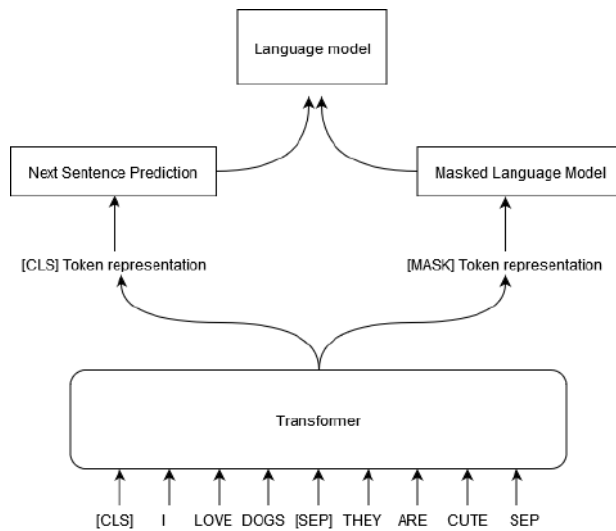 Language model
Next Sentence Prediction
Masked Language Model
[CLS] Token representation
[MASK] Token representation
Transformer
[CLS] I LOVE DOGS [SEP] THEY ARE CUTE SEP